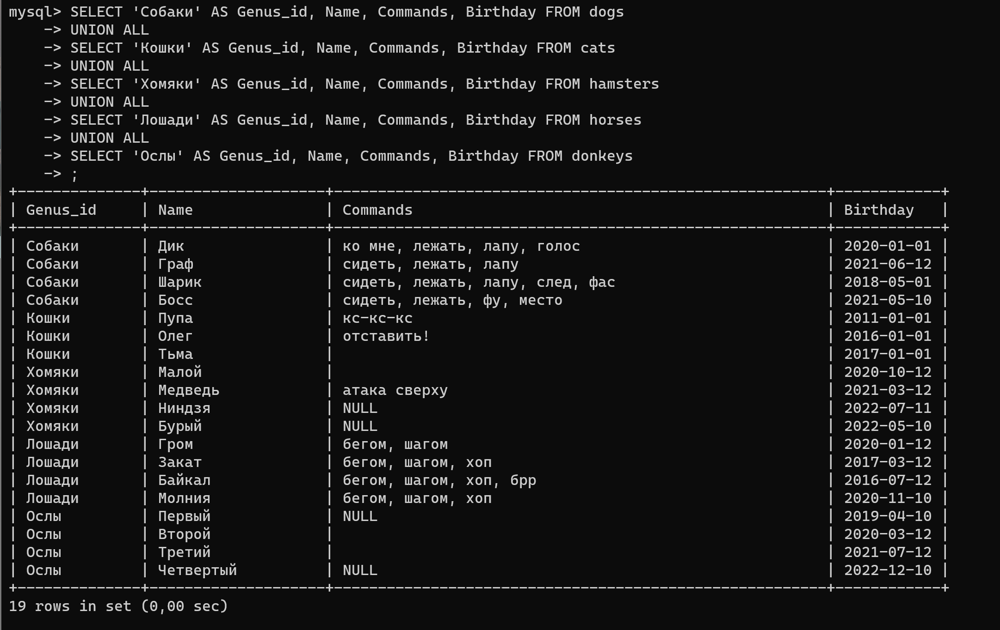 mysql> SELECT 'Собаки' AS Genus_id, Name, Commands, Birthday FROM dogs
    -> UNION ALL
    -> SELECT 'Кошки' AS Genus_id, Name, Commands, Birthday FROM cats
    -> UNION ALL
    -> SELECT 'Хомяки' AS Genus_id, Name, Commands, Birthday FROM hamsters
    -> UNION ALL
    -> SELECT 'Лошади' AS Genus_id, Name, Commands, Birthday FROM horses
    -> UNION ALL
    -> SELECT 'Ослы' AS Genus_id, Name, Commands, Birthday FROM donkeys
    -> ;
+--------------+--------------------+--------------------------------------------------------+------------+
| Genus_id     | Name               | Commands                                               | Birthday   |
+--------------+--------------------+--------------------------------------------------------+------------+
| Собаки       | Дик                | ко мне, лежать, лапу, голос                            | 2020-01-01 |
| Собаки       | Граф               | сидеть, лежать, лапу                                   | 2021-06-12 |
| Собаки       | Шарик              | сидеть, лежать, лапу, след, фас                        | 2018-05-01 |
| Собаки       | Босс               | сидеть, лежать, фу, место                              | 2021-05-10 |
| Кошки        | Пупа               | кс-кс-кс                                               | 2011-01-01 |
| Кошки        | Олег               | отставить!                                             | 2016-01-01 |
| Кошки        | Тьма               |                                                        | 2017-01-01 |
| Хомяки       | Малой              |                                                        | 2020-10-12 |
| Хомяки       | Медведь            | атака сверху                                           | 2021-03-12 |
| Хомяки       | Ниндзя             | NULL                                                   | 2022-07-11 |
| Хомяки       | Бурый              | NULL                                                   | 2022-05-10 |
| Лошади       | Гром               | бегом, шагом                                           | 2020-01-12 |
| Лошади       | Закат              | бегом, шагом, хоп                                      | 2017-03-12 |
| Лошади       | Байкал             | бегом, шагом, хоп, брр                                 | 2016-07-12 |
| Лошади       | Молния             | бегом, шагом, хоп                                      | 2020-11-10 |
| Ослы         | Первый             | NULL                                                   | 2019-04-10 |
| Ослы         | Второй             |                                                        | 2020-03-12 |
| Ослы         | Третий             |                                                        | 2021-07-12 |
| Ослы         | Четвертый          | NULL                                                   | 2022-12-10 |
+--------------+--------------------+--------------------------------------------------------+------------+
19 rows in set (0,00 sec)